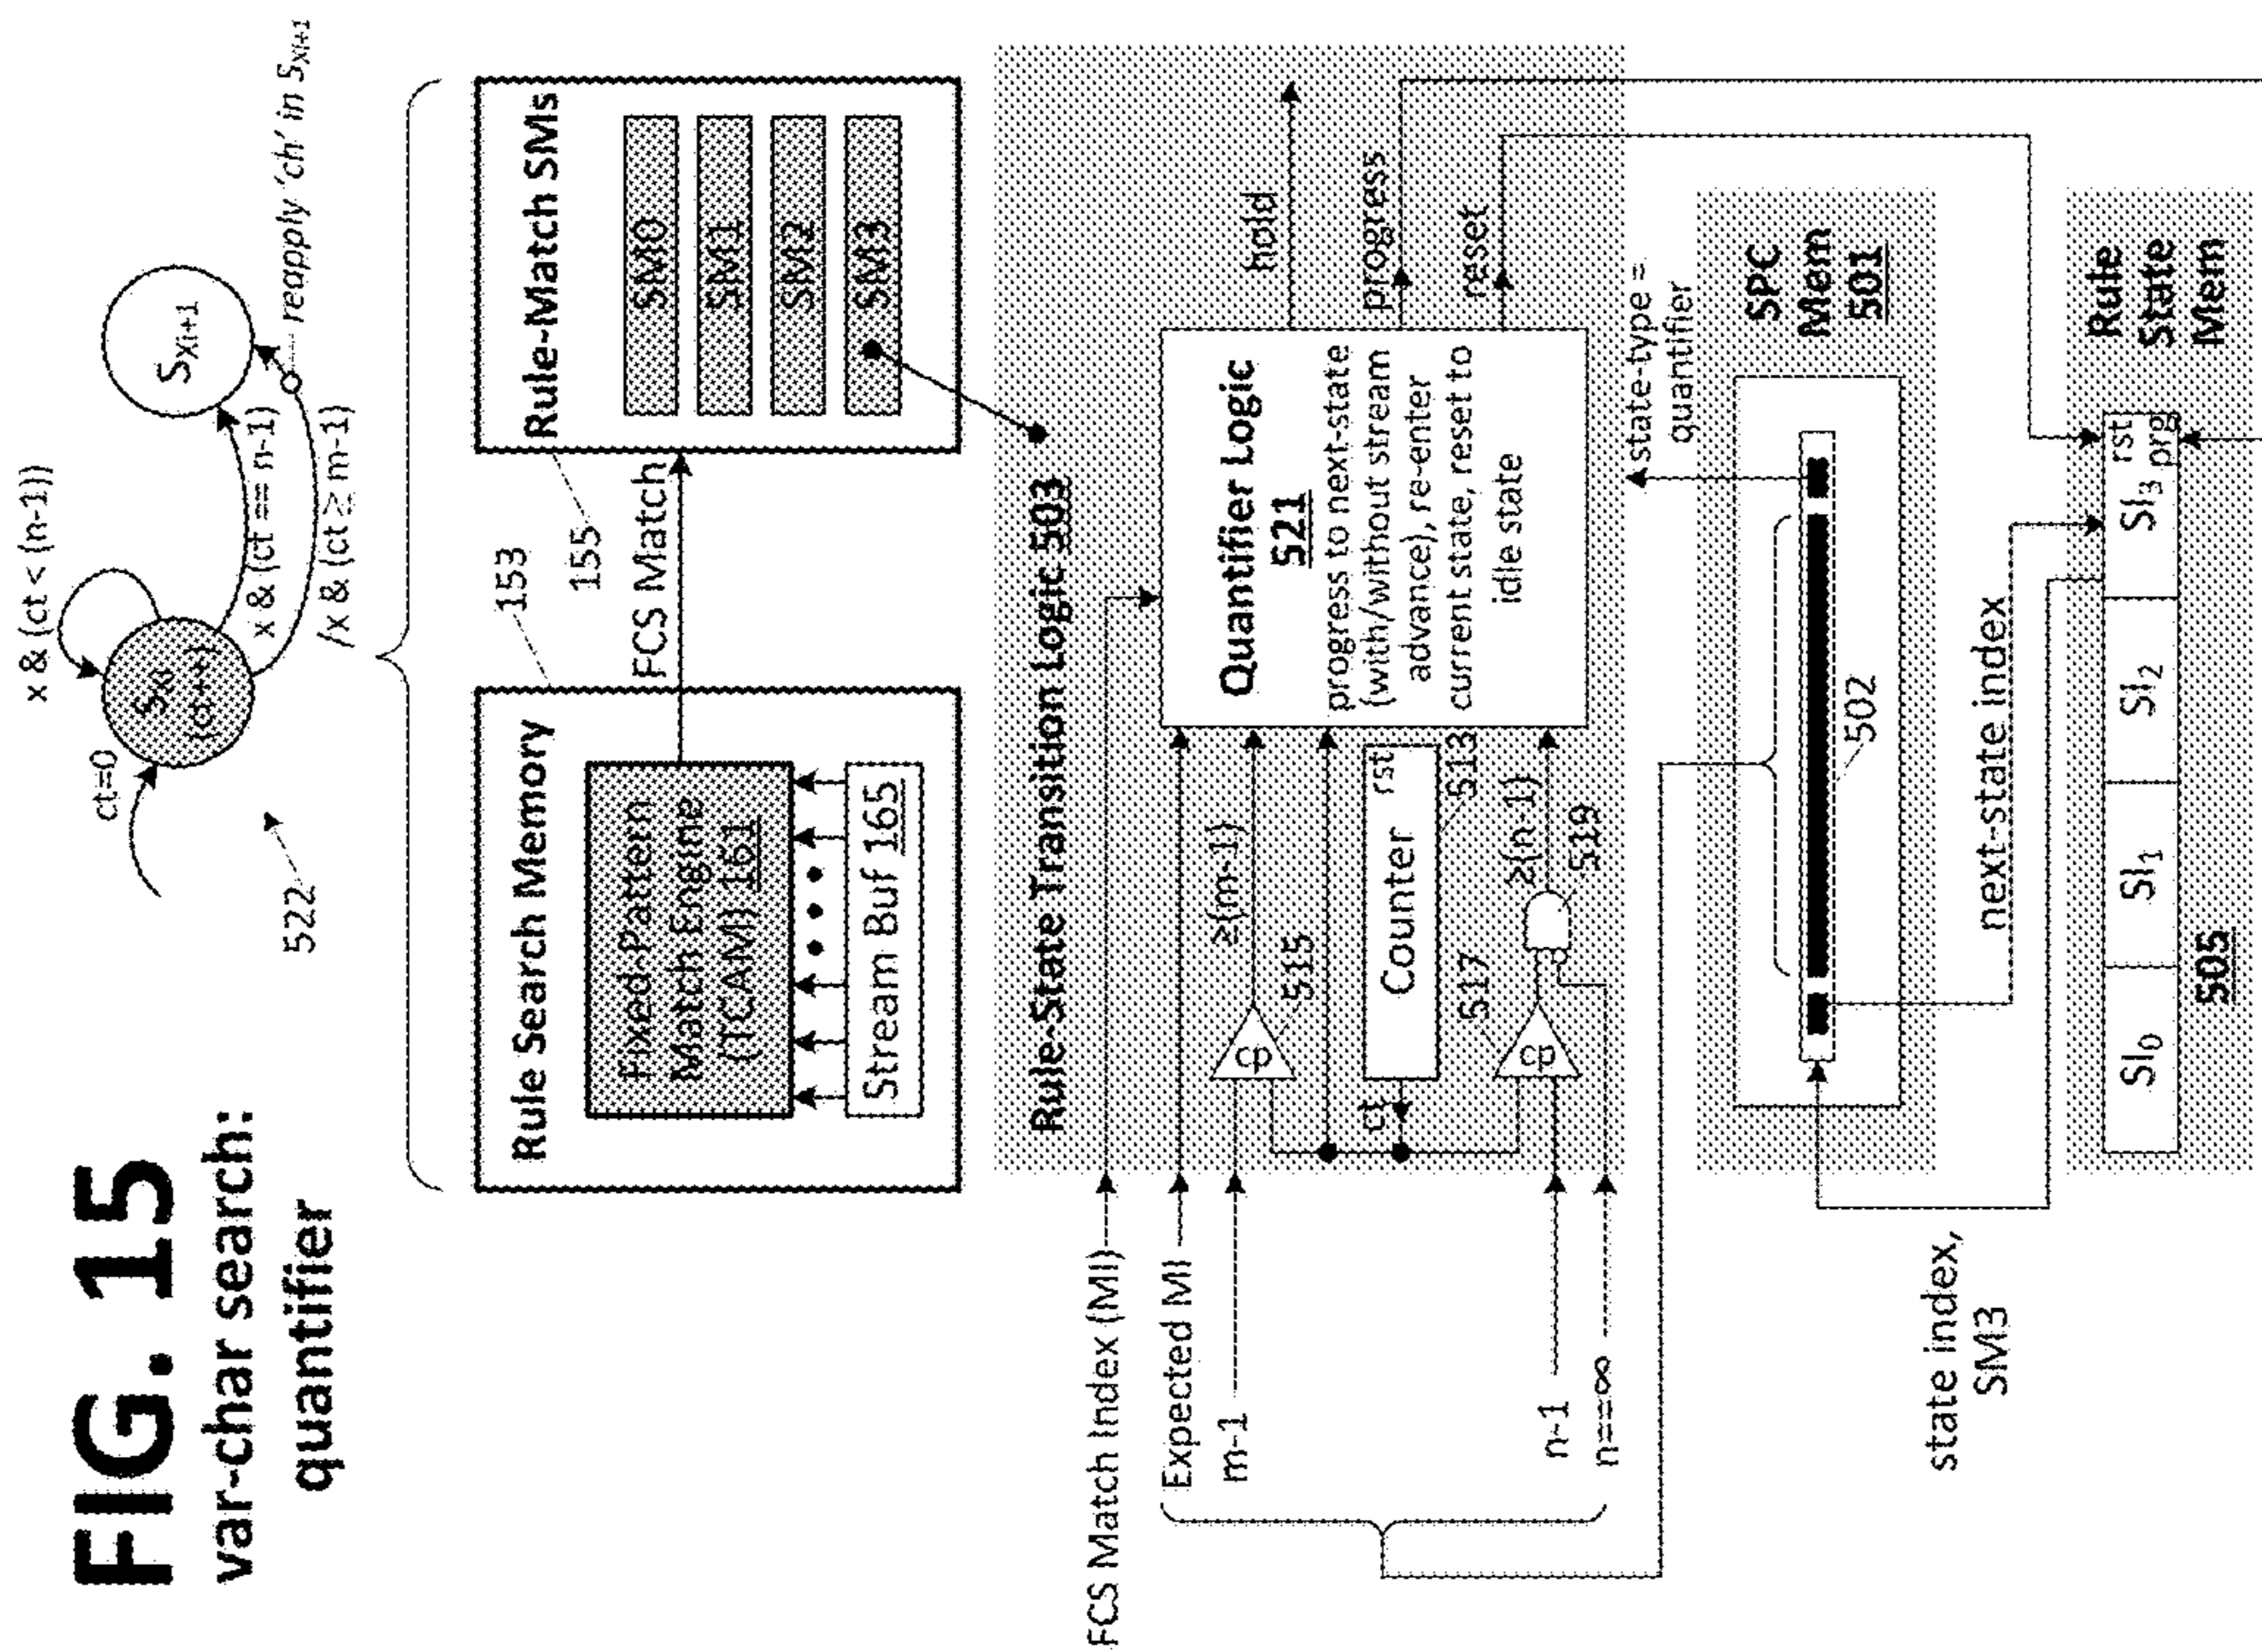 FIG. 15
var-char search:
quantifier
522
ct=0
x & (ct < (n-1))
S_Xi
(ct++)
S_Xi+1
x & (ct == n-1)
/x & (ct ≥ m-1)
reapply 'ch' in S_Xi+1
Rule Search Memory
153
Fixed-Pattern
Match Engine
(TCAM) 161
Stream Buf 165
FCS Match
155
Rule-Match SMs
SM0
SM1
SM2
SM3
Rule-State Transition Logic 503
FCS Match Index (MI)
Expected MI
m-1
n-1
n==∞
cp
≥(m-1)
515
ct
Counter
rst
513
517
cp
≥(n-1)
519
Quantifier Logic
521
progress to next-state
(with/without stream
advance), re-enter
current state, reset to
idle state
hold
progress
reset
state-type =
quantifier
SPC
Mem
501
502
next-state index
state index,
SM3
SI0
SI1
SI2
SI3
rst
prg
505
Rule
State
Mem